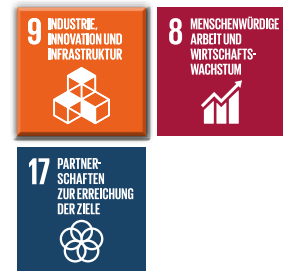 9 INDUSTRIE,
INNOVATION UND
INFRASTRUKTUR
8 MENSCHENWÜRDIGE
ARBEIT UND
WIRTSCHAFTS-
WACHSTUM
17 PARTNER-
SCHAFTEN
ZUR ERREICHUNG
DER ZIELE